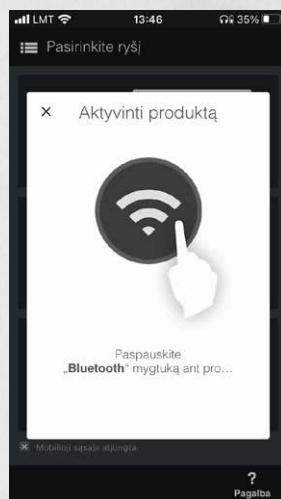 LMT 13:46 35%
Pasirinkite ryšį
× Aktyvinti produktą
Paspauskite
„Bluetooth“ mygtuką ant pro...
Mobilioji sąsaja atjungta
?
Pagalba